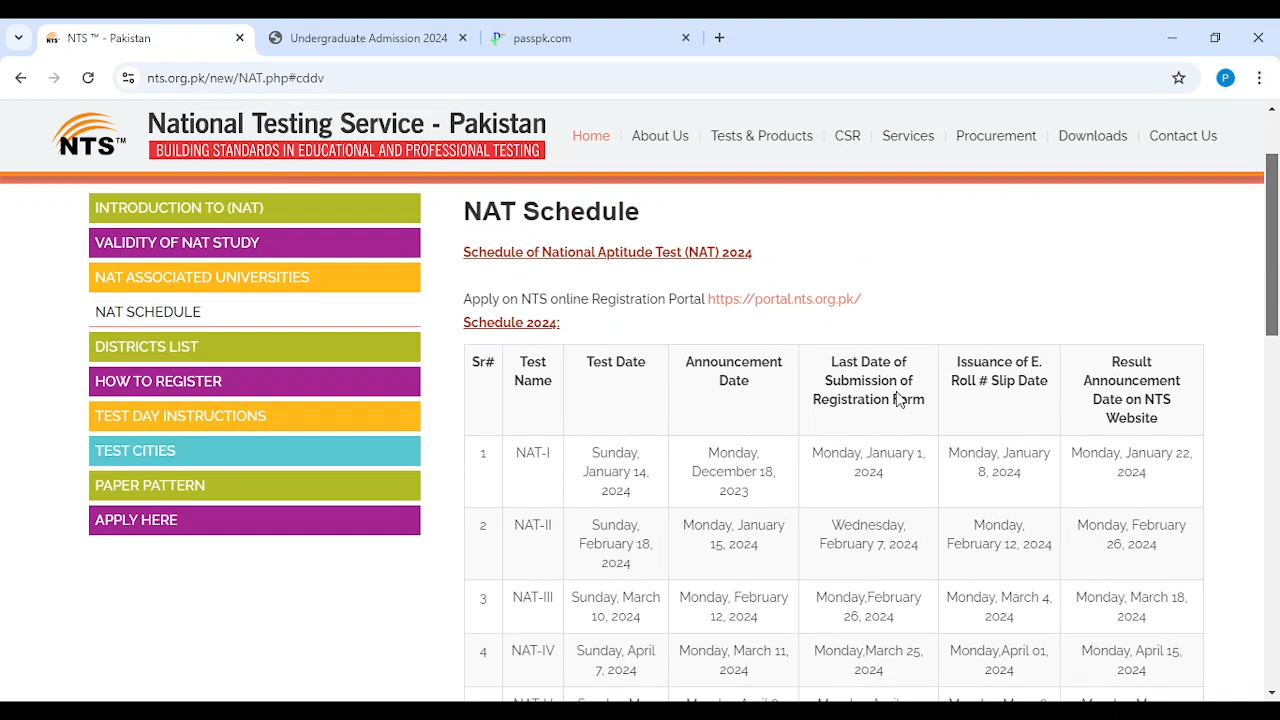 NTS ™ - Pakistan
Undergraduate Admission 2024
passpk.com
nts.org.pk/new/NAT.php#cddv
P
NTS™
National Testing Service - Pakistan
BUILDING STANDARDS IN EDUCATIONAL AND PROFESSIONAL TESTING
Home
About Us
Tests & Products
CSR
Services
Procurement
Downloads
Contact Us
INTRODUCTION TO (NAT)
VALIDITY OF NAT STUDY
NAT ASSOCIATED UNIVERSITIES
NAT SCHEDULE
DISTRICTS LIST
HOW TO REGISTER
TEST DAY INSTRUCTIONS
TEST CITIES
PAPER PATTERN
APPLY HERE
NAT Schedule
Schedule of National Aptitude Test (NAT) 2024
Apply on NTS online Registration Portal https://portal.nts.org.pk/
Schedule 2024:
Sr#
Test
Name
Test Date
Announcement
Date
Last Date of
Submission of
Registration Form
Issuance of E.
Roll # Slip Date
Result
Announcement
Date on NTS
Website
1
NAT-I
Sunday,
January 14,
2024
Monday,
December 18,
2023
Monday, January 1,
2024
Monday, January
8, 2024
Monday, January 22,
2024
2
NAT-II
Sunday,
February 18,
2024
Monday, January
15, 2024
Wednesday,
February 7, 2024
Monday,
February 12, 2024
Monday, February
26, 2024
3
NAT-III
Sunday, March
10, 2024
Monday, February
12, 2024
Monday,February
26, 2024
Monday, March 4,
2024
Monday, March 18,
2024
4
NAT-IV
Sunday, April
7, 2024
Monday, March 11,
2024
Monday,March 25,
2024
Monday,April 01,
2024
Monday, April 15,
2024